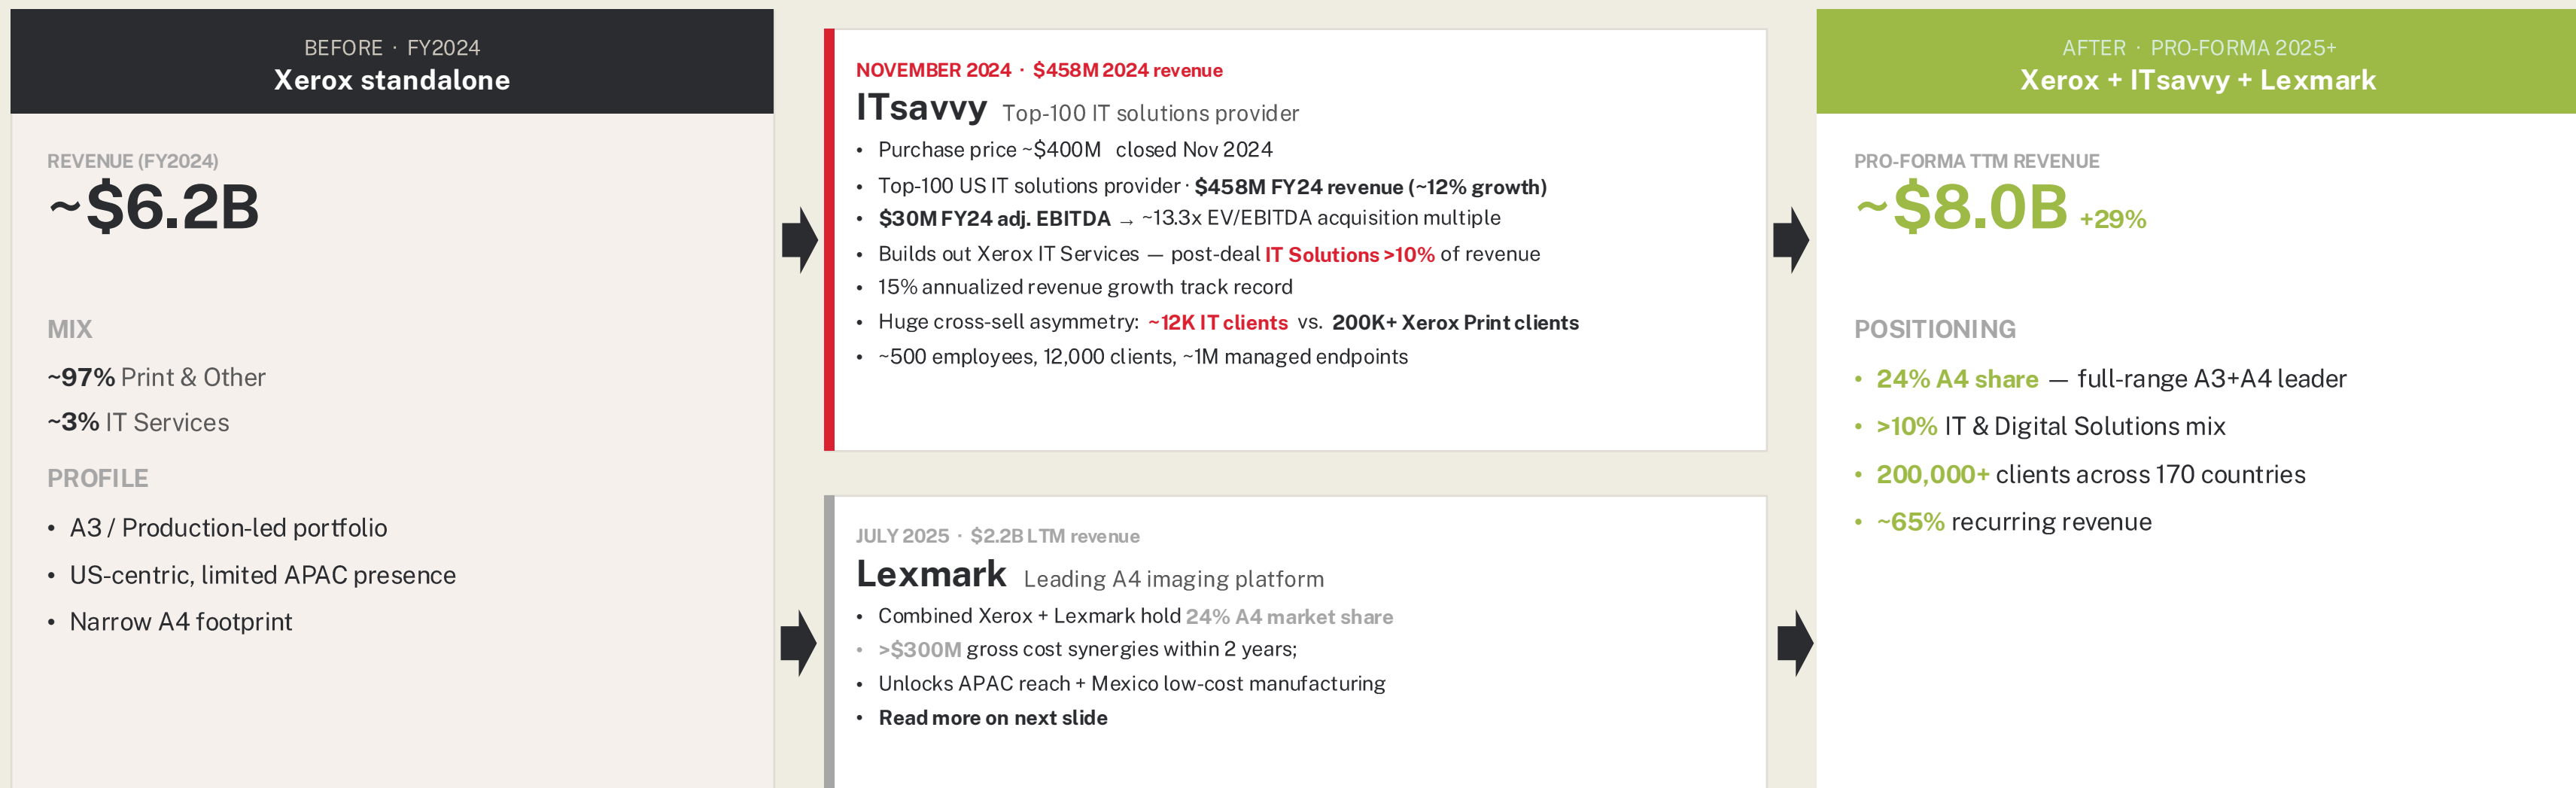 BEFORE · FY2024
Xerox standalone
REVENUE (FY2024)
~$6.2B
MIX
~97% Print & Other
~3% IT Services
PROFILE
• A3 / Production-led portfolio
• US-centric, limited APAC presence
• Narrow A4 footprint
NOVEMBER 2024 · $458M 2024 revenue
ITsavvy Top-100 IT solutions provider
• Purchase price ~$400M closed Nov 2024
• Top-100 US IT solutions provider · $458M FY24 revenue (~12% growth)
• $30M FY24 adj. EBITDA → ~13.3x EV/EBITDA acquisition multiple
• Builds out Xerox IT Services — post-deal IT Solutions >10% of revenue
• 15% annualized revenue growth track record
• Huge cross-sell asymmetry: ~12K IT clients vs. 200K+ Xerox Print clients
• ~500 employees, 12,000 clients, ~1M managed endpoints
JULY 2025 · $2.2B LTM revenue
Lexmark Leading A4 imaging platform
• Combined Xerox + Lexmark hold 24% A4 market share
• >$300M gross cost synergies within 2 years;
• Unlocks APAC reach + Mexico low-cost manufacturing
• Read more on next slide
AFTER · PRO-FORMA 2025+
Xerox + ITsavvy + Lexmark
PRO-FORMA TTM REVENUE
~$8.0B +29%
POSITIONING
• 24% A4 share — full-range A3+A4 leader
• >10% IT & Digital Solutions mix
• 200,000+ clients across 170 countries
• ~65% recurring revenue